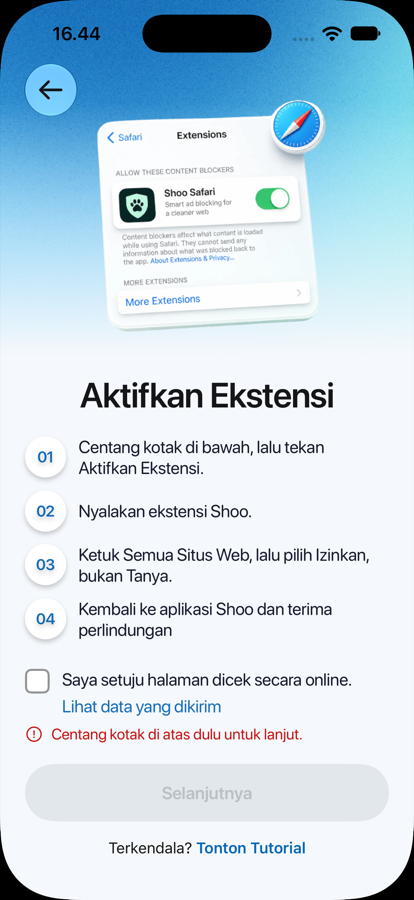 16.44
Safari
Extensions
ALLOW THESE CONTENT BLOCKERS
Shoo Safari
Smart ad blocking for
a cleaner web
Content blockers affect what content is loaded
while using Safari. They cannot send any
information about what was blocked back to
the app. About Extensions & Privacy...
MORE EXTENSIONS
More Extensions
Aktifkan Ekstensi
01
Centang kotak di bawah, lalu tekan
Aktifkan Ekstensi.
02
Nyalakan ekstensi Shoo.
03
Ketuk Semua Situs Web, lalu pilih Izinkan,
bukan Tanya.
04
Kembali ke aplikasi Shoo dan terima
perlindungan
Saya setuju halaman dicek secara online.
Lihat data yang dikirim
Centang kotak di atas dulu untuk lanjut.
Selanjutnya
Terkendala? Tonton Tutorial